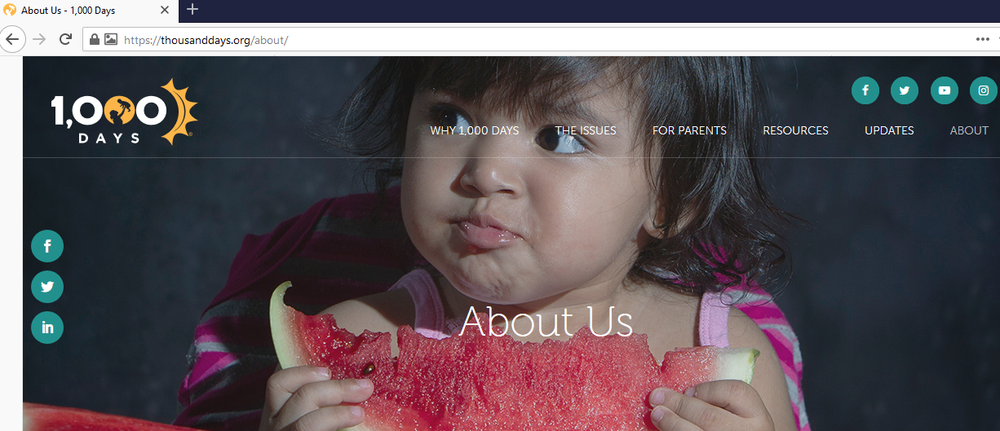 About Us - 1,000 Days
https://thousanddays.org/about/
1,000
DAYS
WHY 1,000 DAYS THE ISSUES FOR PARENTS RESOURCES UPDATES ABOUT
About Us